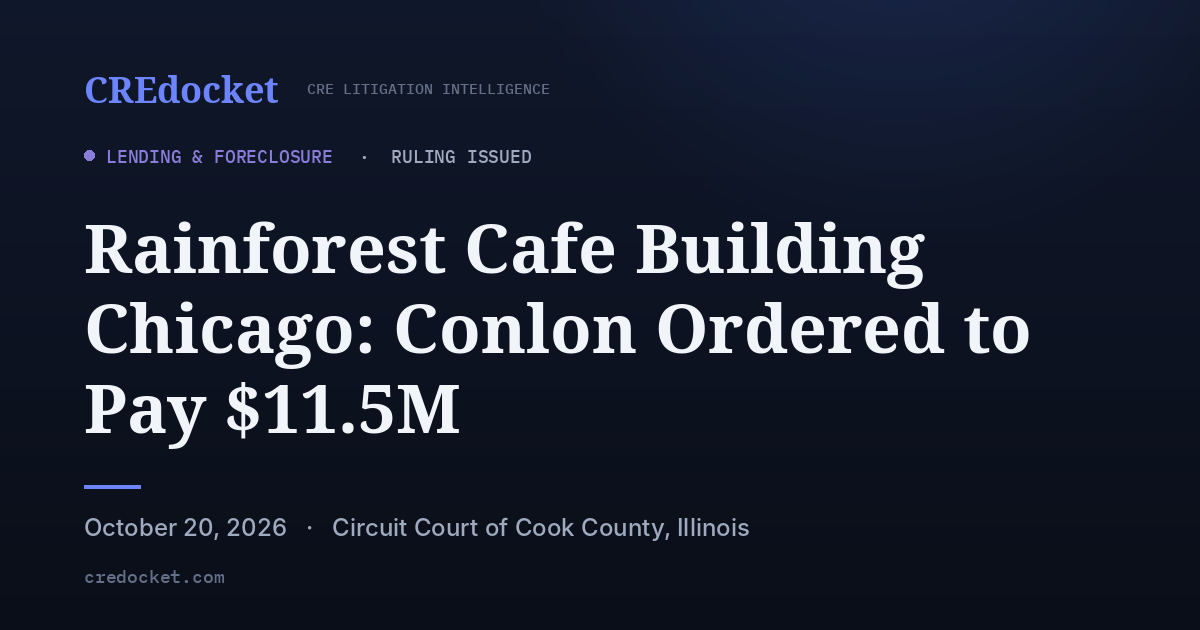 CREdocket CRE LITIGATION INTELLIGENCE
LENDING & FORECLOSURE · RULING ISSUED
Rainforest Cafe Building
Chicago: Conlon Ordered to
Pay $11.5M
October 20, 2026 · Circuit Court of Cook County, Illinois
credocket.com